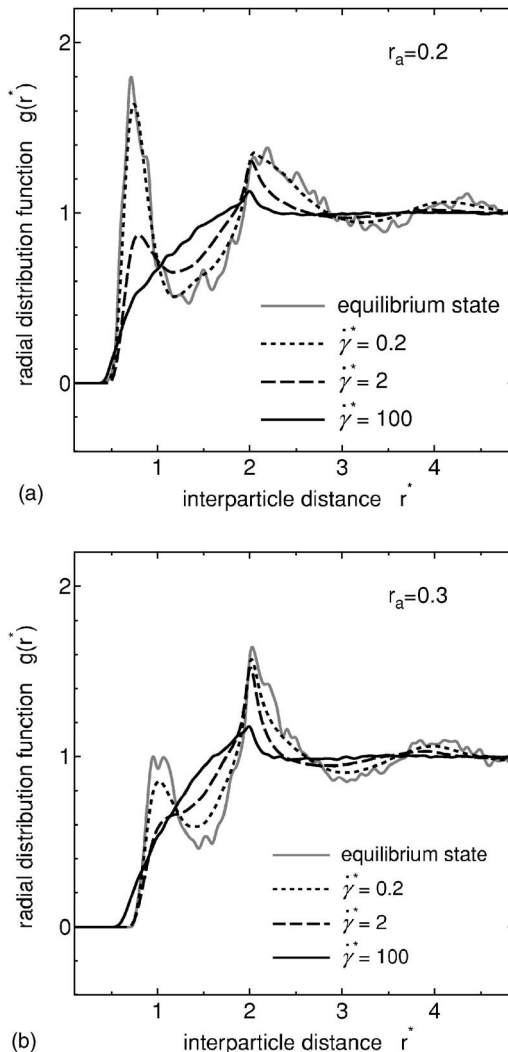 2
r_a=0.2
radial distribution function g(r*)
1
equilibrium state
γ̇* = 0.2
γ̇* = 2
γ̇* = 100
0
1 2 3 4
(a)
interparticle distance r*
2
r_a=0.3
radial distribution function g(r*)
1
equilibrium state
γ̇* = 0.2
γ̇* = 2
γ̇* = 100
0
1 2 3 4
(b)
interparticle distance r*